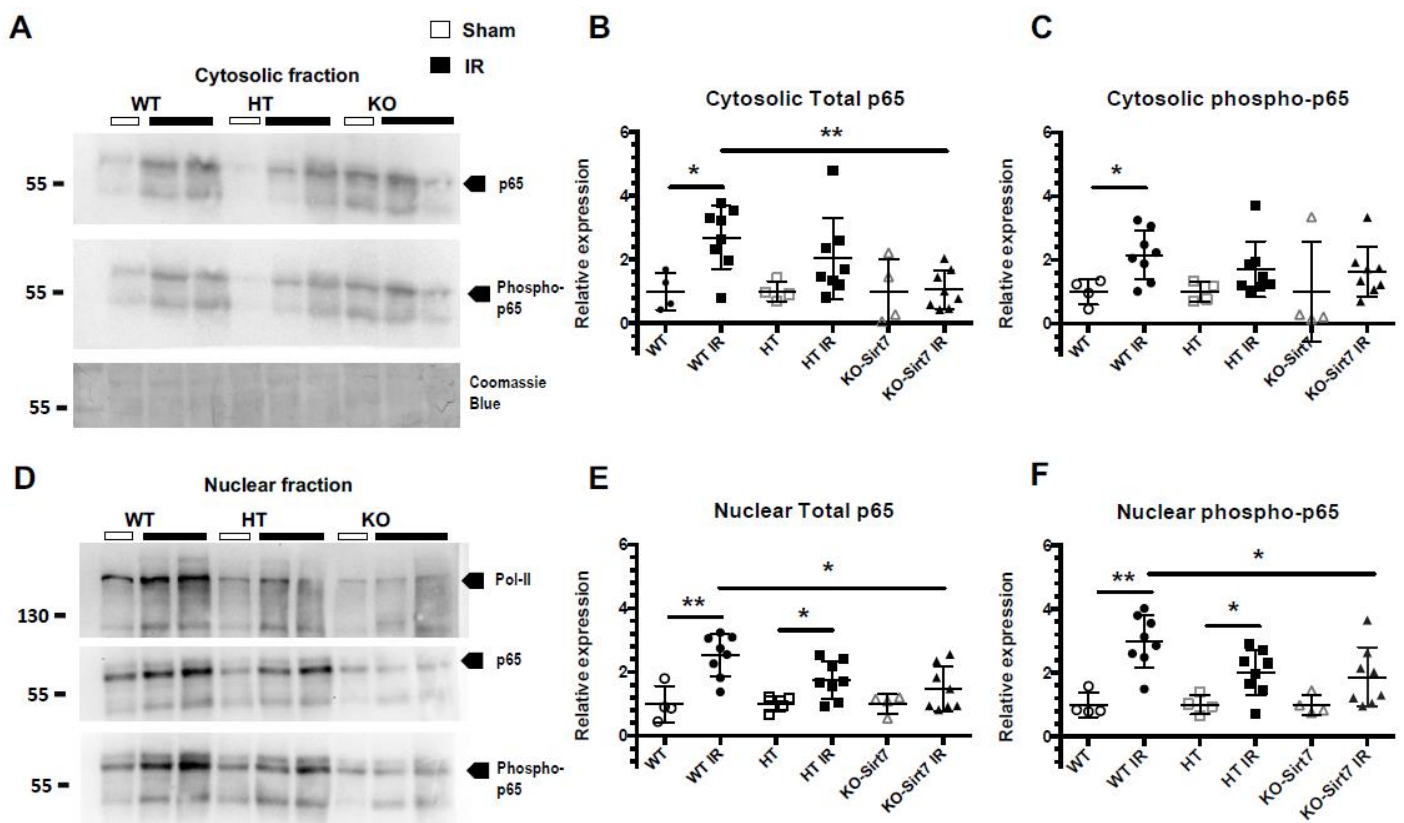 A
Sham
IR
Cytosolic fraction
WT HT KO
55
p65
55
Phospho-
p65
55
Coomassie
Blue
B
Cytosolic Total p65
Relative expression
6
4
2
0
*
**
WT
WT IR
HT
HT IR
KO-Sirt7
KO-Sirt7 IR
C
Cytosolic phospho-p65
Relative expression
6
4
2
0
*
WT
WT IR
HT
HT IR
KO-Sirt7
KO-Sirt7 IR
D
Nuclear fraction
WT HT KO
Pol-II
130
p65
55
Phospho-
p65
55
E
Nuclear Total p65
Relative expression
6
4
2
0
**
*
*
WT
WT IR
HT
HT IR
KO-Sirt7
KO-Sirt7 IR
F
Nuclear phospho-p65
Relative expression
6
4
2
0
**
*
*
WT
WT IR
HT
HT IR
KO-Sirt7
KO-Sirt7 IR